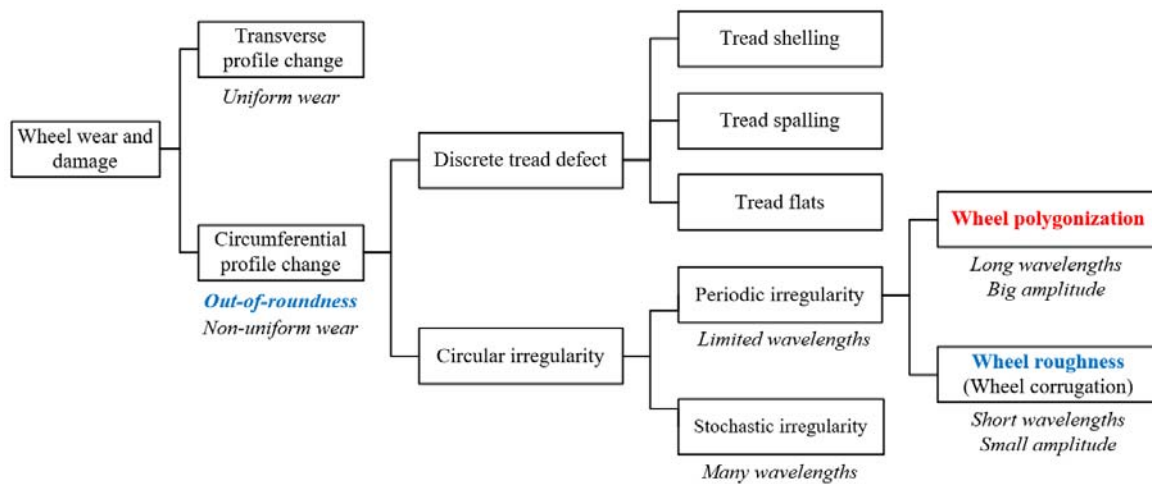 Wheel wear and
damage
Transverse
profile change
Uniform wear
Circumferential
profile change
Out-of-roundness
Non-uniform wear
Discrete tread defect
Circular irregularity
Tread shelling
Tread spalling
Tread flats
Periodic irregularity
Limited wavelengths
Stochastic irregularity
Many wavelengths
Wheel polygonization
Long wavelengths
Big amplitude
Wheel roughness
(Wheel corrugation)
Short wavelengths
Small amplitude